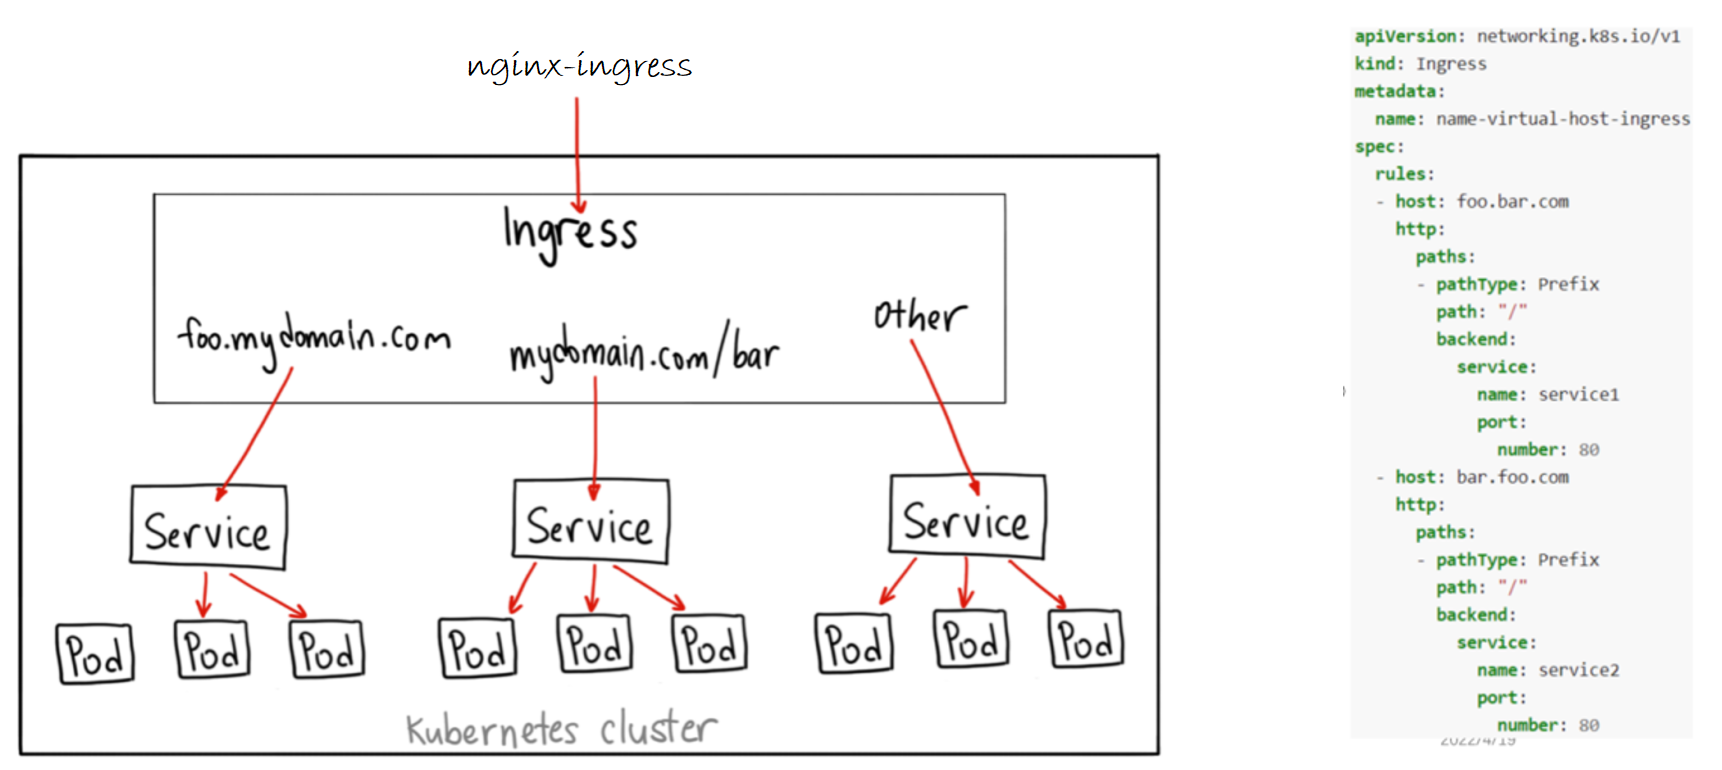 nginx-ingress
Ingress
foo.mydomain.com
mydomain.com/bar
other
Service
Service
Service
Pod
Pod
Pod
Pod
Pod
Pod
Pod
Pod
Pod
Kubernetes cluster
apiVersion: networking.k8s.io/v1
kind: Ingress
metadata:
  name: name-virtual-host-ingress
spec:
  rules:
  - host: foo.bar.com
    http:
      paths:
      - pathType: Prefix
        path: "/"
        backend:
          service:
            name: service1
            port:
              number: 80
  - host: bar.foo.com
    http:
      paths:
      - pathType: Prefix
        path: "/"
        backend:
          service:
            name: service2
            port:
              number: 80
2022/4/19